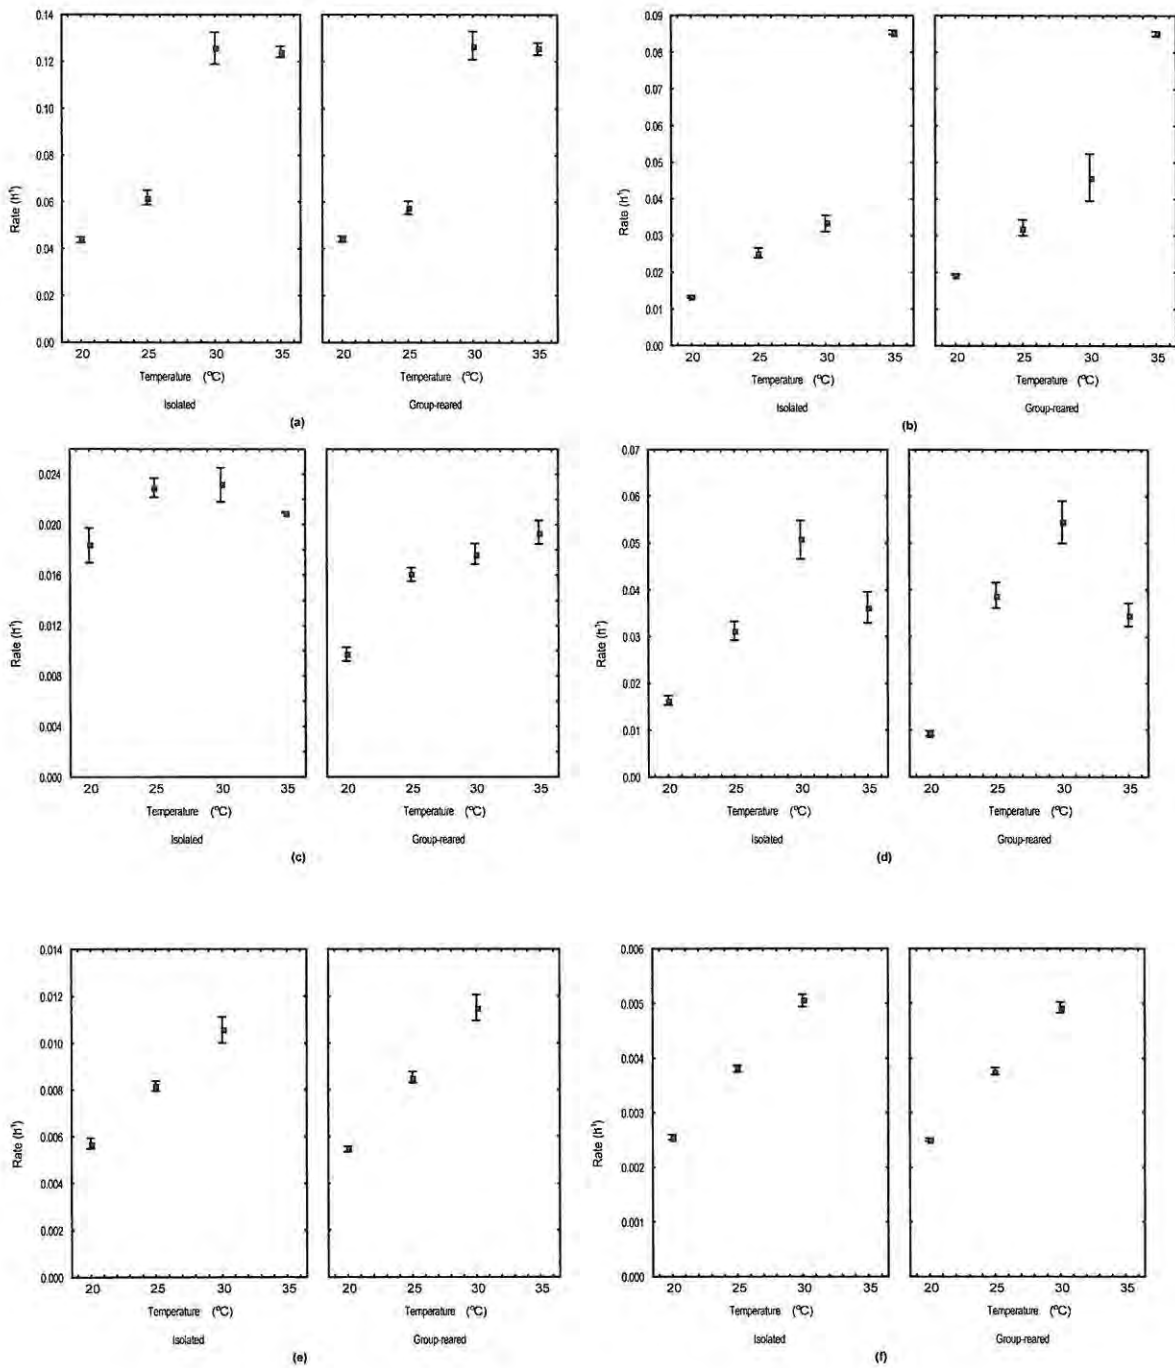 0.14
0.12
0.10
0.08
0.06
0.04
0.02
0.00
Rate (h¹)
20 25 30 35
20 25 30 35
Temperature (°C)
Temperature (°C)
Isolated
Group-reared
(a)
0.09
0.08
0.07
0.06
0.05
0.04
0.03
0.02
0.01
0.00
Rate (h¹)
20 25 30 35
20 25 30 35
Temperature (°C)
Temperature (°C)
Isolated
Group-reared
(b)
0.024
0.020
0.016
0.012
0.008
0.004
0.000
Rate (h¹)
20 25 30 35
20 25 30 35
Temperature (°C)
Temperature (°C)
Isolated
Group-reared
(c)
0.07
0.06
0.05
0.04
0.03
0.02
0.01
0.00
Rate (h¹)
20 25 30 35
20 25 30 35
Temperature (°C)
Temperature (°C)
Isolated
Group-reared
(d)
0.014
0.012
0.010
0.008
0.006
0.004
0.002
0.000
Rate (h¹)
20 25 30 35
20 25 30 35
Temperature (°C)
Temperature (°C)
Isolated
Group-reared
(e)
0.006
0.005
0.004
0.003
0.002
0.001
0.000
Rate (h¹)
20 25 30 35
20 25 30 35
Temperature (°C)
Temperature (°C)
Isolated
Group-reared
(f)